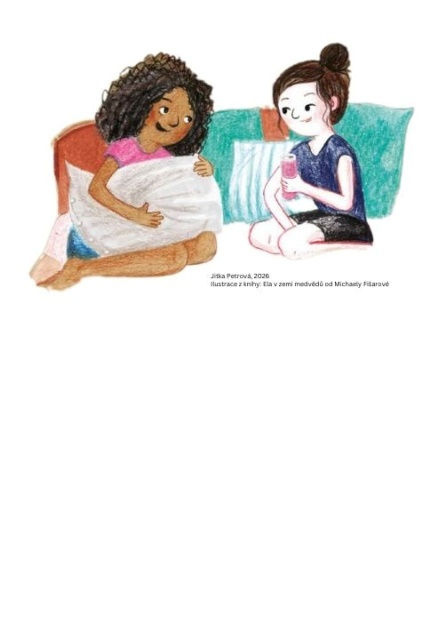 Jitka Petrová, 2026
Ilustrace z knihy: Ela v zemi medvědů od Michaely Fišarové